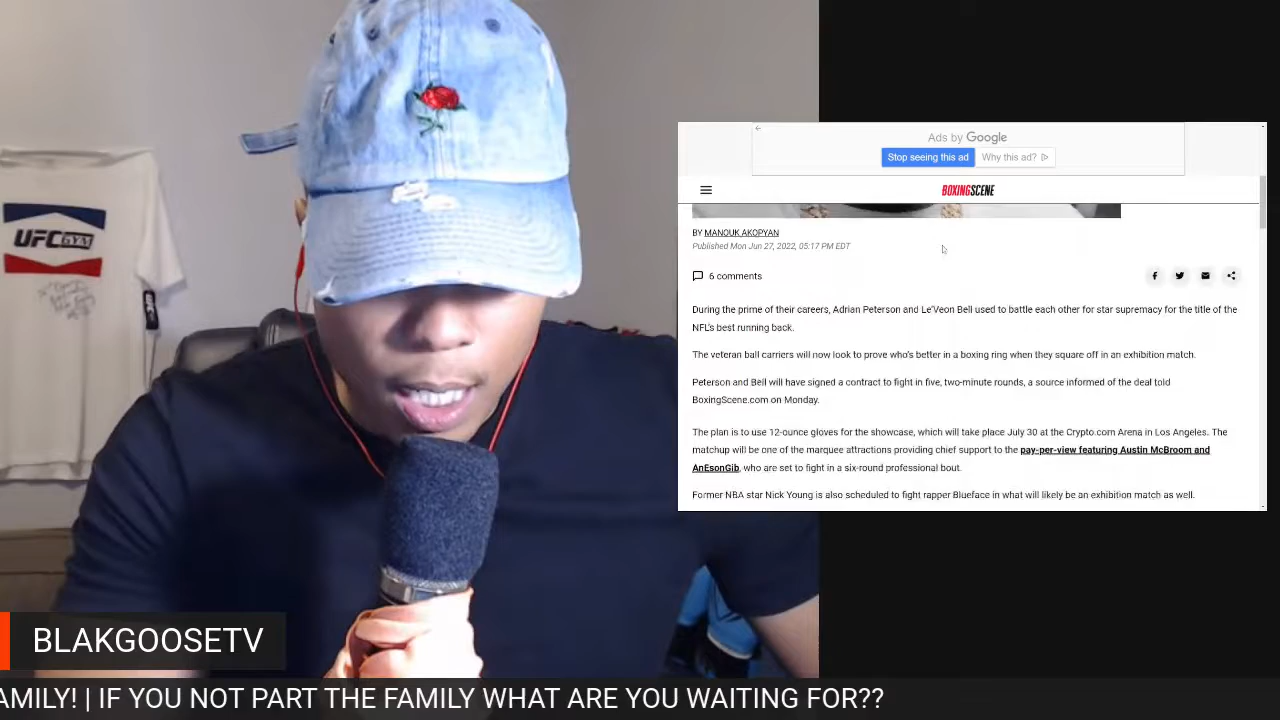 UFC GYM
Ads by Google
Stop seeing this ad Why this ad?
BOXINGSCENE
BY MANOUK AKOPYAN
Published Mon Jun 27, 2022, 05:17 PM EDT
6 comments
During the prime of their careers, Adrian Peterson and Le'Veon Bell used to battle each other for star supremacy for the title of the
NFL's best running back.
The veteran ball carriers will now look to prove who's better in a boxing ring when they square off in an exhibition match.
Peterson and Bell will have signed a contract to fight in five, two-minute rounds, a source informed of the deal told
BoxingScene.com on Monday.
The plan is to use 12-ounce gloves for the showcase, which will take place July 30 at the Crypto.com Arena in Los Angeles. The
matchup will be one of the marquee attractions providing chief support to the pay-per-view featuring Austin McBroom and
AnEsonGib, who are set to fight in a six-round professional bout.
Former NBA star Nick Young is also scheduled to fight rapper Blueface in what will likely be an exhibition match as well.
BLAKGOOSETV
AMILY! | IF YOU NOT PART THE FAMILY WHAT ARE YOU WAITING FOR??